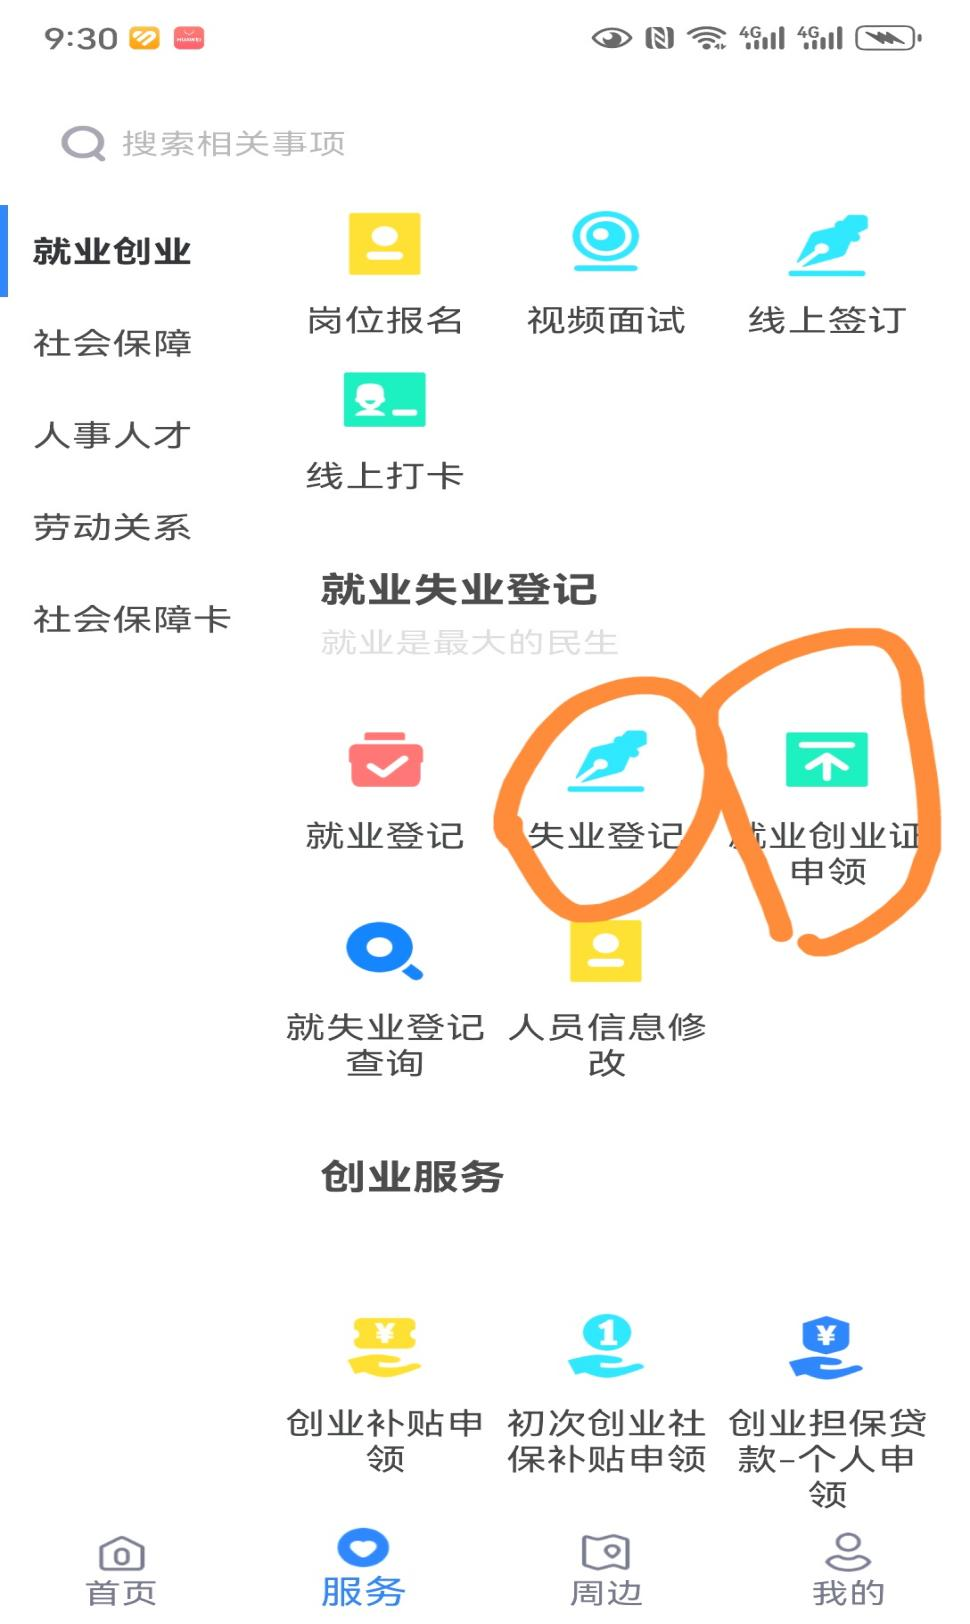 9:30
HUAWEI
4G
4G
搜索相关事项
就业创业
社会保障
人事人才
劳动关系
社会保障卡
岗位报名
视频面试
线上签订
线上打卡
就业失业登记
就业是最大的民生
就业登记
失业登记
就业创业证
申领
就失业登记
查询
人员信息修
改
创业服务
¥
1
¥
创业补贴申
领
初次创业社
保补贴申领
创业担保贷
款-个人申
领
首页
服务
周边
我的